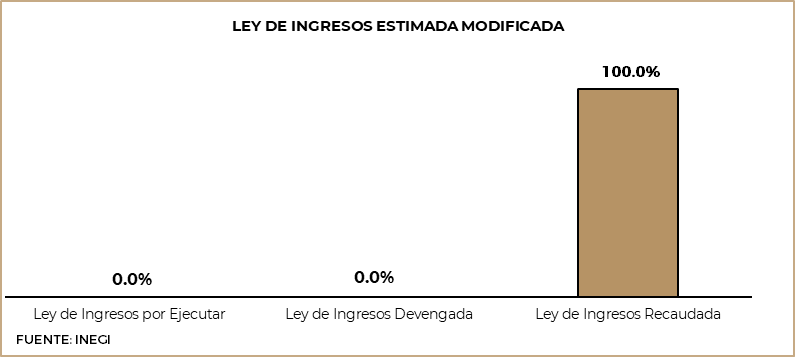 LEY DE INGRESOS ESTIMADA MODIFICADA
100.0%
0.0%
0.0%
Ley de Ingresos por Ejecutar
Ley de Ingresos Devengada
Ley de Ingresos Recaudada
FUENTE: INEGI